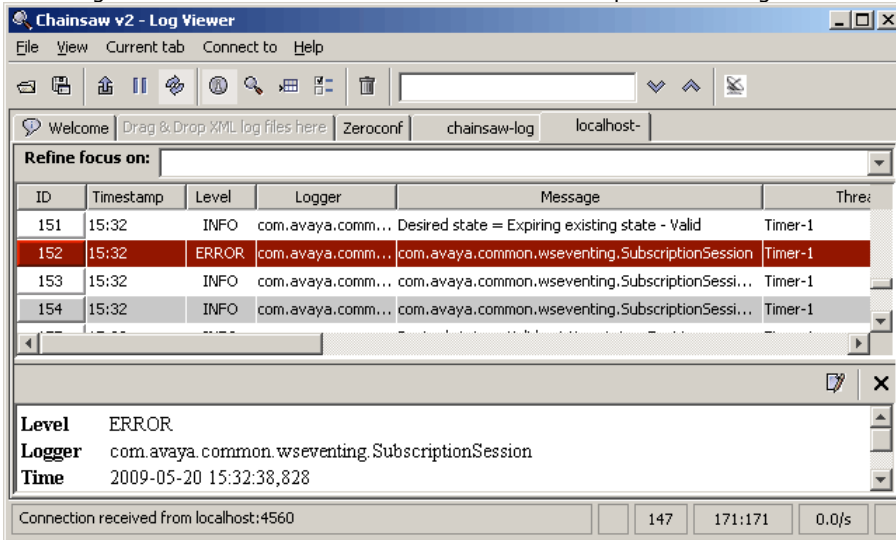 Chainsaw v2 - Log Viewer
File View Current tab Connect to Help
Welcome Drag & Drop XML log files here Zeroconf chainsaw-log localhost-
Refine focus on:
ID Timestamp Level Logger Message Threa
151 15:32 INFO com.avaya.comm... Desired state = Expiring existing state - Valid Timer-1
152 15:32 ERROR com.avaya.comm... com.avaya.common.wseventing.SubscriptionSession Timer-1
153 15:32 INFO com.avaya.comm... com.avaya.common.wseventing.SubscriptionSessi... Timer-1
154 15:32 INFO com.avaya.comm... com.avaya.common.wseventing.SubscriptionSessi... Timer-1
Level ERROR
Logger com.avaya.common.wseventing.SubscriptionSession
Time 2009-05-20 15:32:38,828
Connection received from localhost:4560 147 171:171 0.0/s